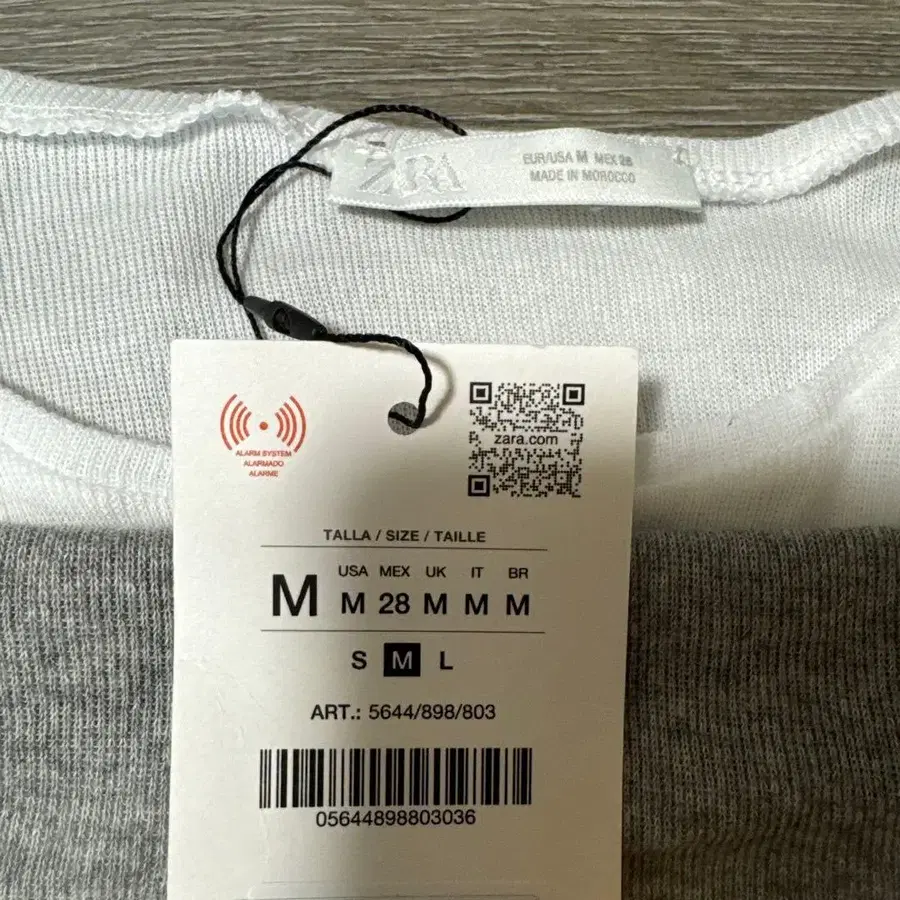 ZARA
EUR/USA M MEX 28
MADE IN MOROCCO
ALARM SYSTEM
ALARMADO
ALARME
zara.com
TALLA / SIZE / TAILLE
USA MEX UK IT BR
M M 28 M M M
S M L
ART.: 5644/898/803
05644898803036